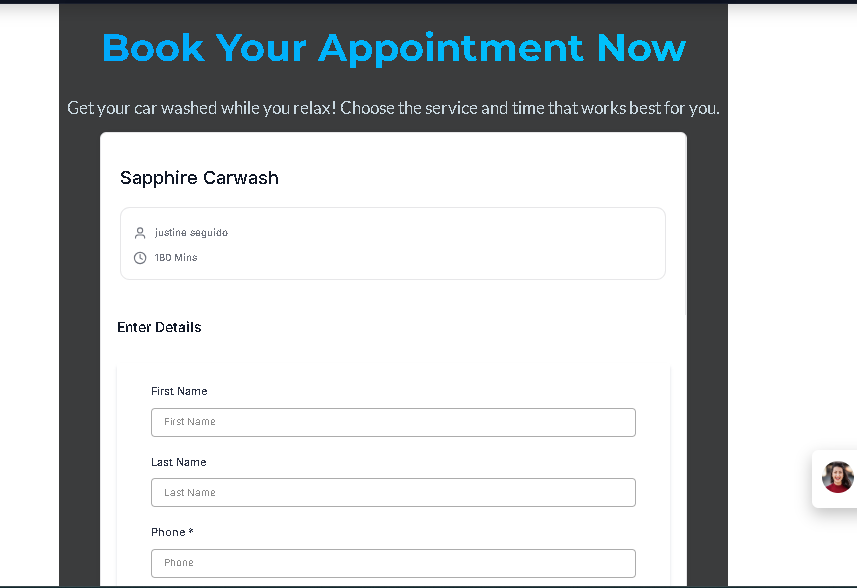 Book Your Appointment Now
Get your car washed while you relax! Choose the service and time that works best for you.
Sapphire Carwash
justine seguido
180 Mins
Enter Details
First Name
First Name
Last Name
Last Name
Phone *
Phone